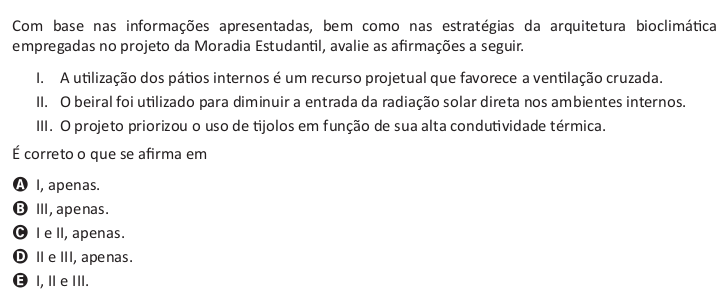 Com base nas informações apresentadas, bem como nas estratégias da arquitetura bioclimática
empregadas no projeto da Moradia Estudantil, avalie as afirmações a seguir.
I. A utilização dos pátios internos é um recurso projetual que favorece a ventilação cruzada.
II. O beiral foi utilizado para diminuir a entrada da radiação solar direta nos ambientes internos.
III. O projeto priorizou o uso de tijolos em função de sua alta condutividade térmica.
É correto o que se afirma em
A I, apenas.
B III, apenas.
C I e II, apenas.
D II e III, apenas.
E I, II e III.